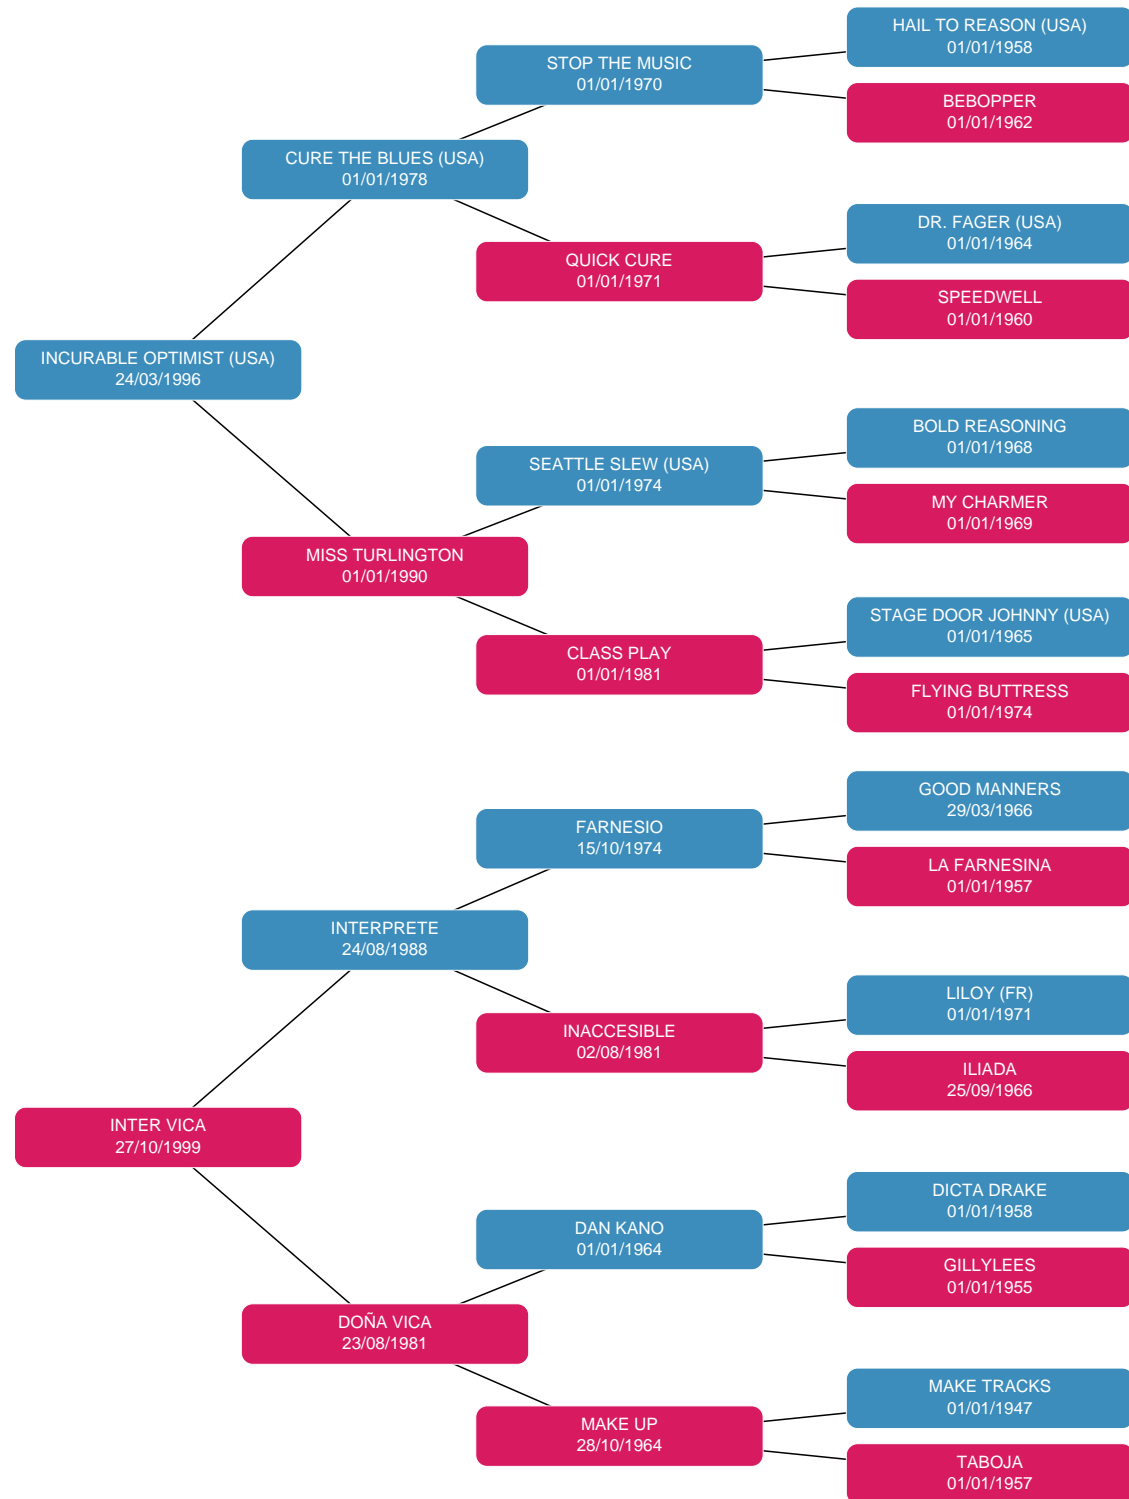 HAIL TO REASON (USA)
01/01/1958
STOP THE MUSIC
01/01/1970
BEBOPPER
01/01/1962
CURE THE BLUES (USA)
01/01/1978
DR. FAGER (USA)
01/01/1964
QUICK CURE
01/01/1971
SPEEDWELL
01/01/1960
INCURABLE OPTIMIST (USA)
24/03/1996
BOLD REASONING
01/01/1968
SEATTLE SLEW (USA)
01/01/1974
MY CHARMER
01/01/1969
MISS TURLINGTON
01/01/1990
STAGE DOOR JOHNNY (USA)
01/01/1965
CLASS PLAY
01/01/1981
FLYING BUTTRESS
01/01/1974
GOOD MANNERS
29/03/1966
FARNESIO
15/10/1974
LA FARNESINA
01/01/1957
INTERPRETE
24/08/1988
LILOY (FR)
01/01/1971
INACCESIBLE
02/08/1981
ILIADA
25/09/1966
INTER VICA
27/10/1999
DICTA DRAKE
01/01/1958
DAN KANO
01/01/1964
GILLYLEES
01/01/1955
DOÑA VICA
23/08/1981
MAKE TRACKS
01/01/1947
MAKE UP
28/10/1964
TABOJA
01/01/1957